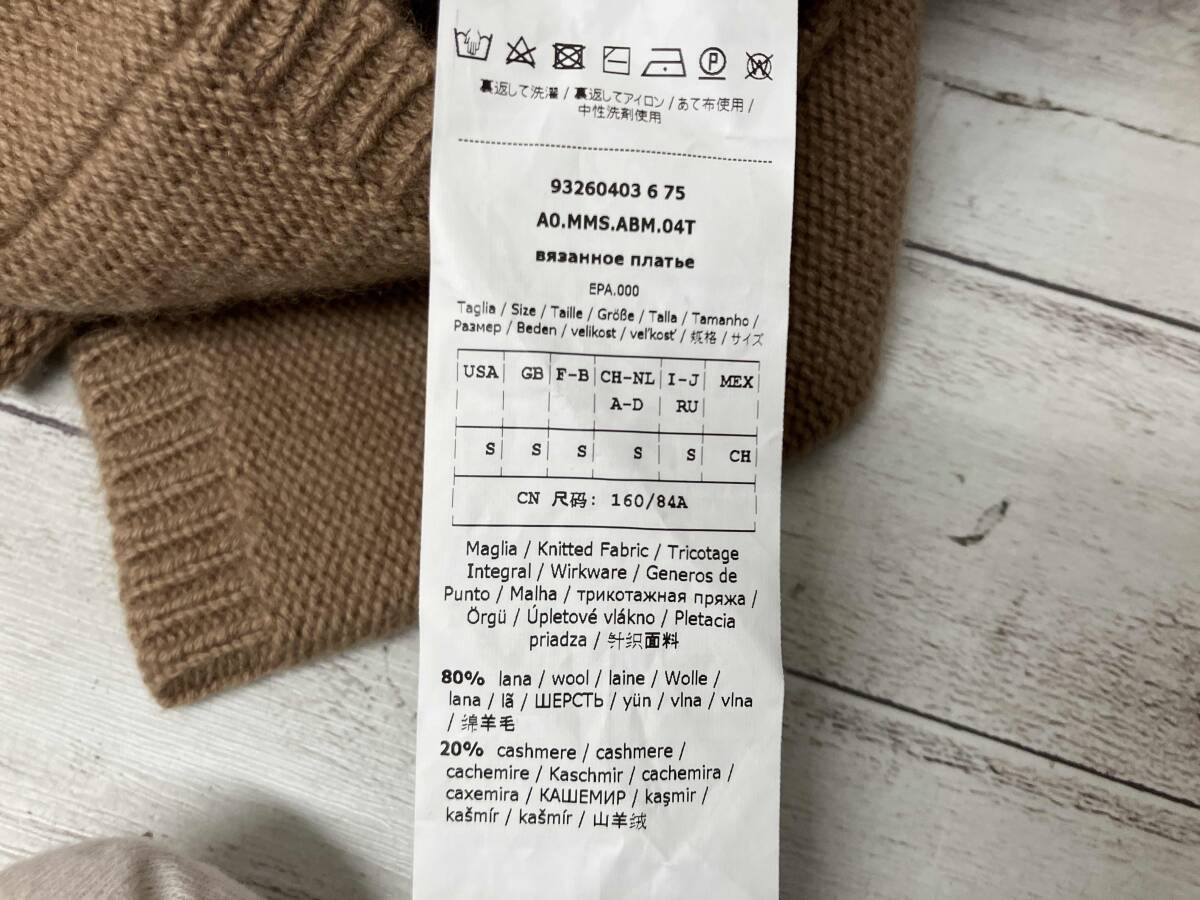 裏返して洗濯 / 裏返してアイロン / あて布使用 /
中性洗剤使用
93260403 6 75
A0.MMS.ABM.04T
вязанное платье
EPA.000
Taglia / Size / Taille / Größe / Talla / Tamanho /
Размер / Beden / velikost / veľkosť / 规格 / サイズ
USA GB F-B CH-NL I-J MEX
A-D RU
S S S S S CH
CN 尺码: 160/84A
Maglia / Knitted Fabric / Tricotage
Integral / Wirkware / Generos de
Punto / Malha / трикотажная пряжа /
Örgü / Úpletové vlákno / Pletacia
priadza / 针织面料
80% lana / wool / laine / Wolle /
lana / lã / ШЕРСТЬ / yün / vlna / vlna
/ 绵羊毛
20% cashmere / cashmere /
cachemire / Kaschmir / cachemira /
caxemira / КАШЕМИР / kaşmir /
kašmír / kašmír / 山羊绒